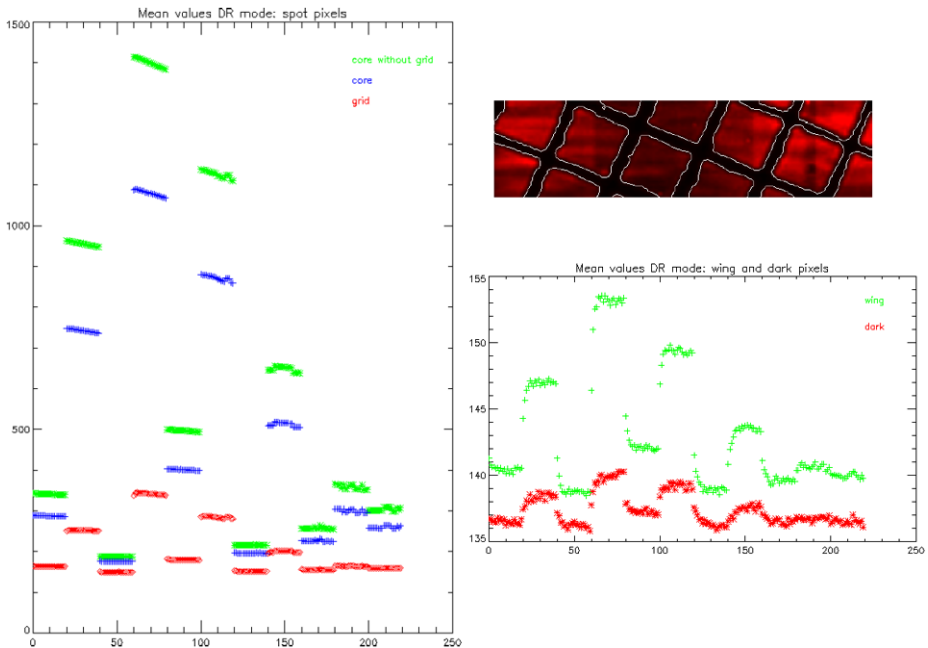 Mean values DR mode: spot pixels
1500
1000
500
0
0 50 100 150 200 250
core without grid
core
grid
Mean values DR mode: wing and dark pixels
155
150
145
140
135
0 50 100 150 200 250
wing
dark